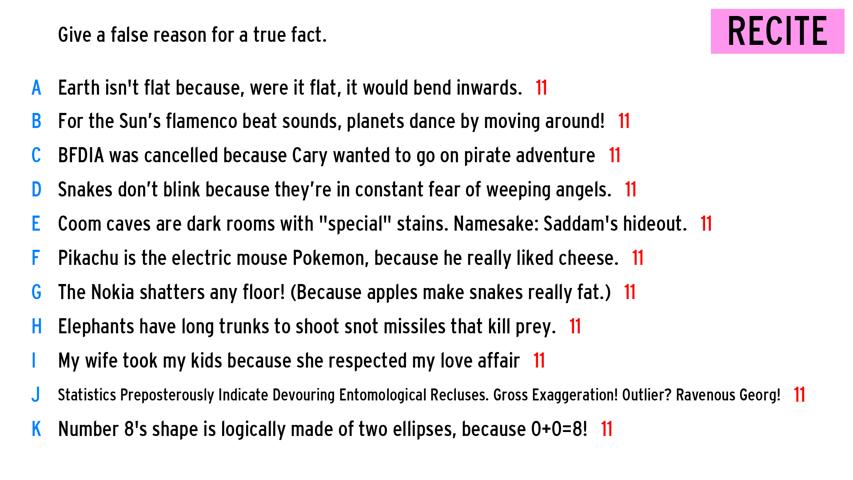 Give a false reason for a true fact.
RECITE
A Earth isn't flat because, were it flat, it would bend inwards. 11
B For the Sun’s flamenco beat sounds, planets dance by moving around! 11
C BFDIA was cancelled because Cary wanted to go on pirate adventure 11
D Snakes don’t blink because they’re in constant fear of weeping angels. 11
E Coom caves are dark rooms with "special" stains. Namesake: Saddam's hideout. 11
F Pikachu is the electric mouse Pokemon, because he really liked cheese. 11
G The Nokia shatters any floor! (Because apples make snakes really fat.) 11
H Elephants have long trunks to shoot snot missiles that kill prey. 11
I My wife took my kids because she respected my love affair 11
J Statistics Preposterously Indicate Devouring Entomological Recluses. Gross Exaggeration! Outlier? Ravenous Georg! 11
K Number 8's shape is logically made of two ellipses, because 0+0=8! 11